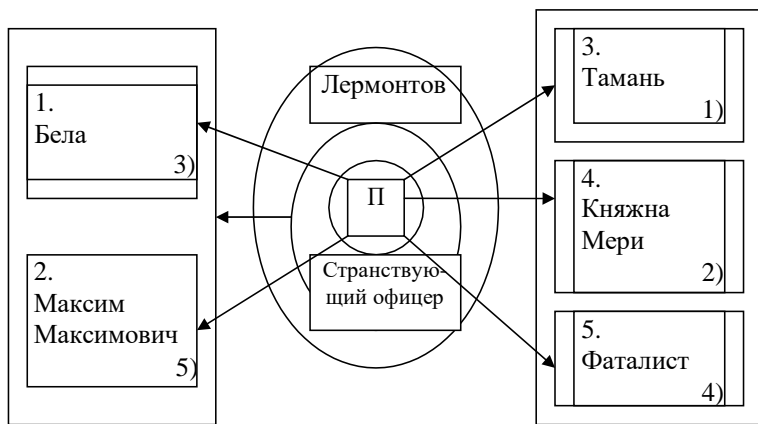 1.
Бела
3)
2.
Максим
Максимович
5)
Лермонтов
П
Странствую-
щий офицер
3.
Тамань
1)
4.
Княжна
Мери
2)
5.
Фаталист
4)